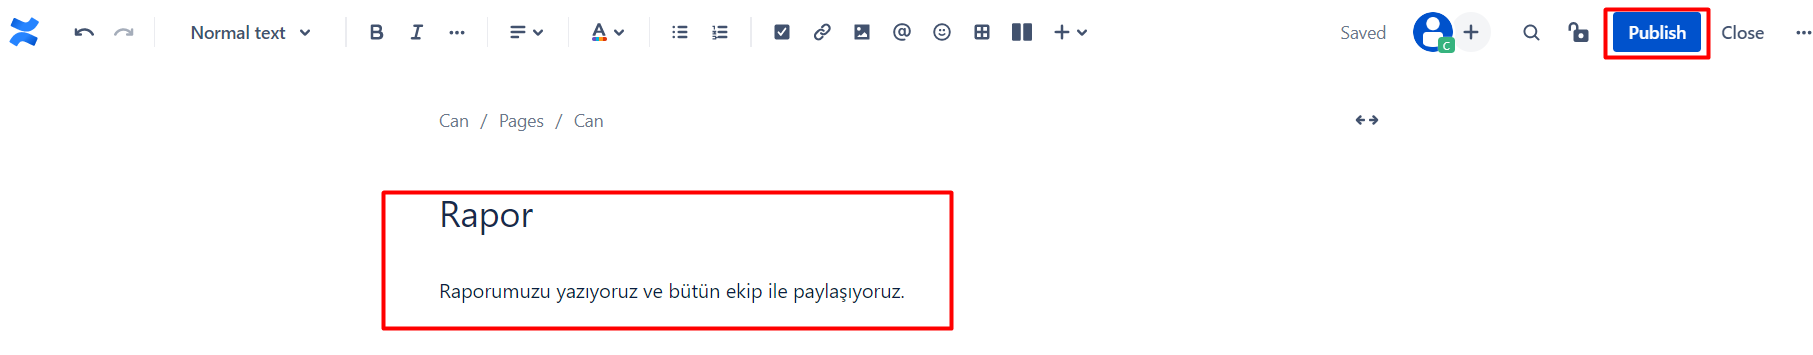 Normal text
Saved
C
Publish
Close
Can / Pages / Can
Rapor
Raporumuzu yazıyoruz ve bütün ekip ile paylaşıyoruz.